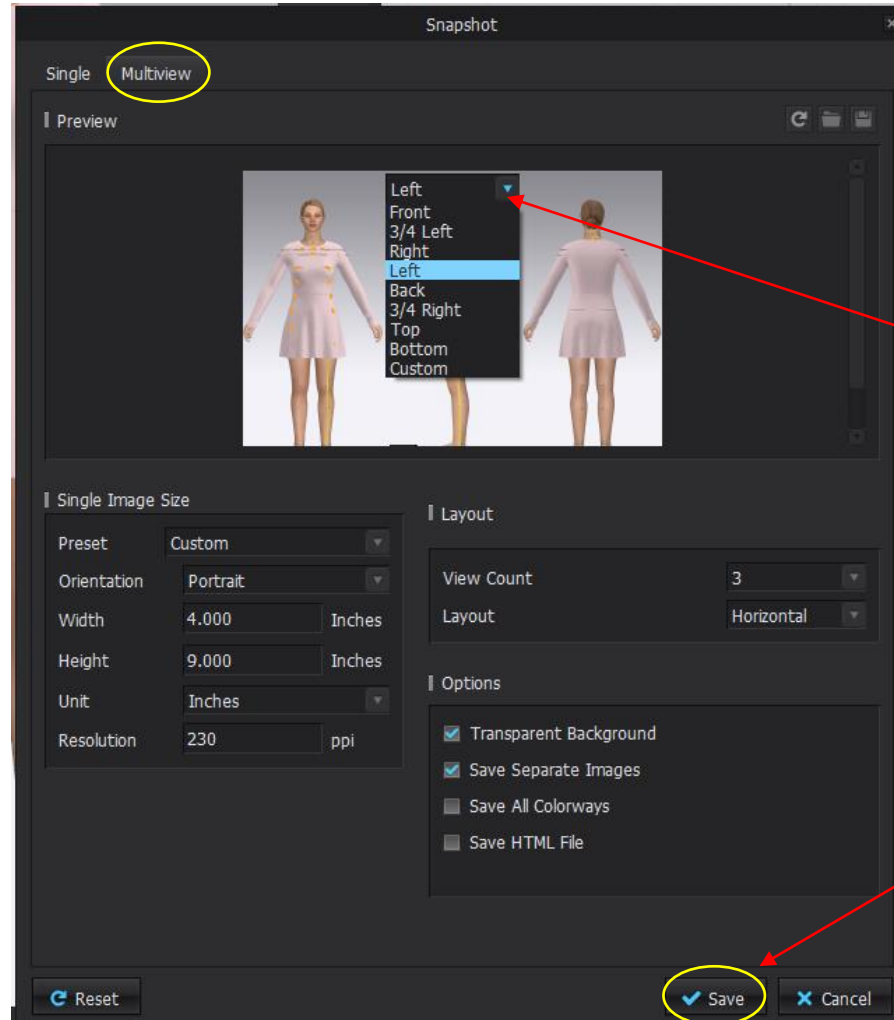 Snapshot
Single Multiview
Preview
Left
Front
3/4 Left
Right
Left
Back
3/4 Right
Top
Bottom
Custom
Single Image Size
Preset Custom
Orientation Portrait
Width 4.000 Inches
Height 9.000 Inches
Unit Inches
Resolution 230 ppi
Layout
View Count 3
Layout Horizontal
Options
Transparent Background
Save Separate Images
Save All Colorways
Save HTML File
Reset Save Cancel